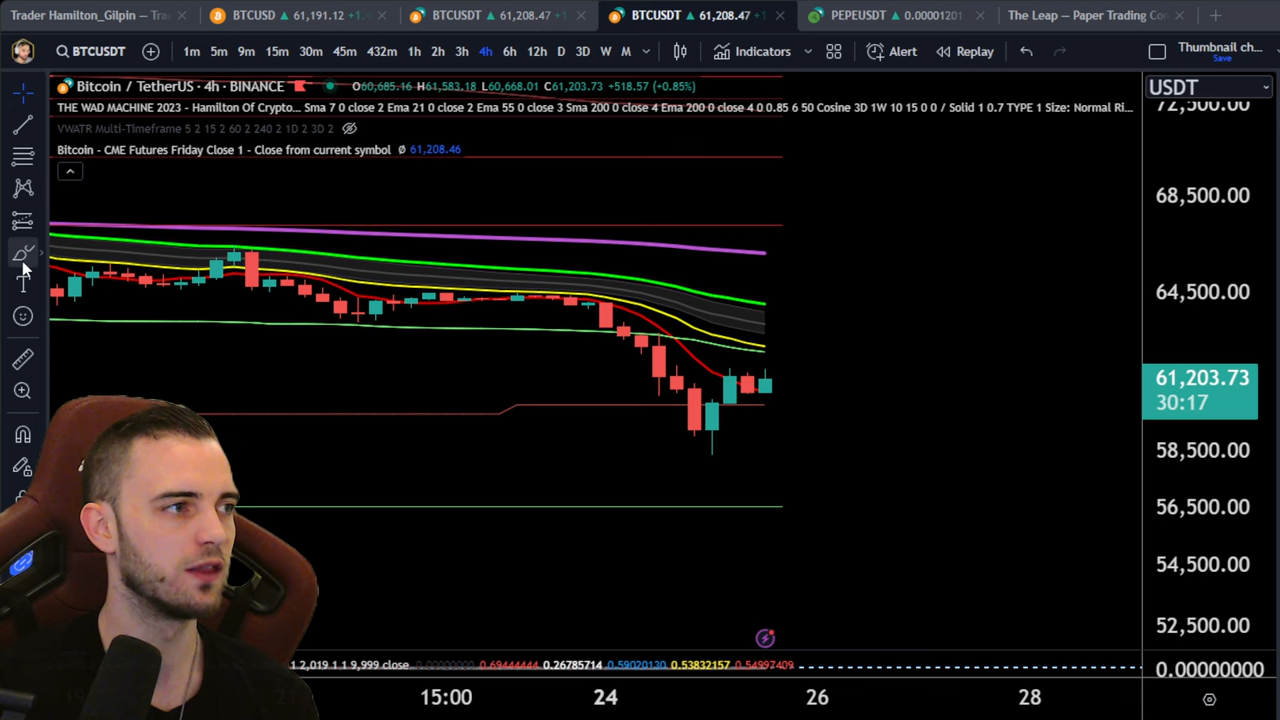 Trader Hamilton_Gilpin — Tra
BTCUSD ▲ 61,191.12 +1.
BTCUSDT ▲ 61,208.47 +1
BTCUSDT ▲ 61,208.47 +1
PEPEUSDT ▲ 0.00001201
The Leap — Paper Trading Co
BTCUSDT
1m 5m 9m 15m 30m 45m 432m 1h 2h 3h 4h 6h 12h D 3D W M
Indicators
Alert
Replay
Thumbnail ch...
Save
Bitcoin / TetherUS · 4h · BINANCE
O60,685.16 H61,583.18 L60,668.01 C61,203.73 +518.57 (+0.85%)
USDT
THE WAD MACHINE 2023 - Hamilton Of Crypto... Sma 7 0 close 2 Ema 21 0 close 2 Ema 55 0 close 3 Sma 200 0 close 4 Ema 200 0 close 4 0 0.85 6 50 Cosine 3D 1W 10 15 0 0 / Solid 1 0.7 TYPE 1 Size: Normal Ri...
VWATR Multi-Timeframe 5 2 15 2 60 2 240 2 1D 2 3D 2
Bitcoin - CME Futures Friday Close 1 - Close from current symbol Ø 61,208.46
72,500.00
68,500.00
64,500.00
61,203.73
30:17
58,500.00
56,500.00
54,500.00
52,500.00
1 2,019 1 1 9,999 close 0.00000000 0.69444444 0.26785714 0.59020130 0.53832157 0.54997409
0.00000000
15:00 24 26 28